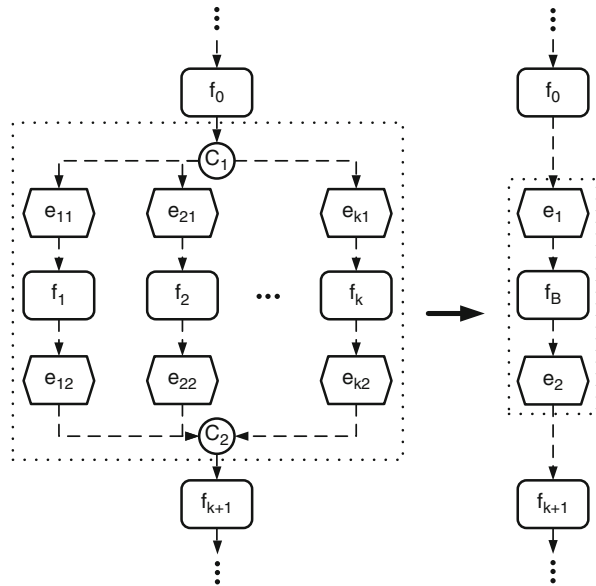 f₀ f₀
C₁
e₁₁ e₂₁ eₖ₁ e₁
f₁ f₂ ... fₖ f_B
e₁₂ e₂₂ eₖ₂ e₂
C₂
fₖ₊₁ fₖ₊₁